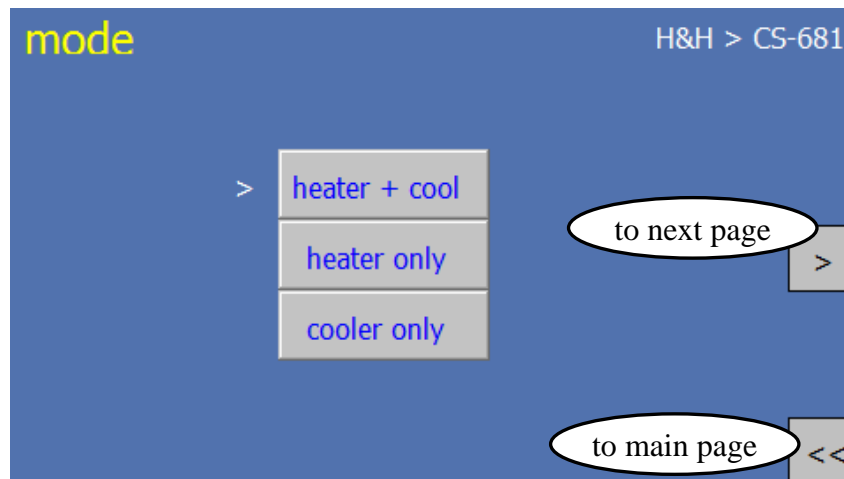 mode
H&H > CS-681
> heater + cool
heater only
to next page
>
cooler only
to main page
<<